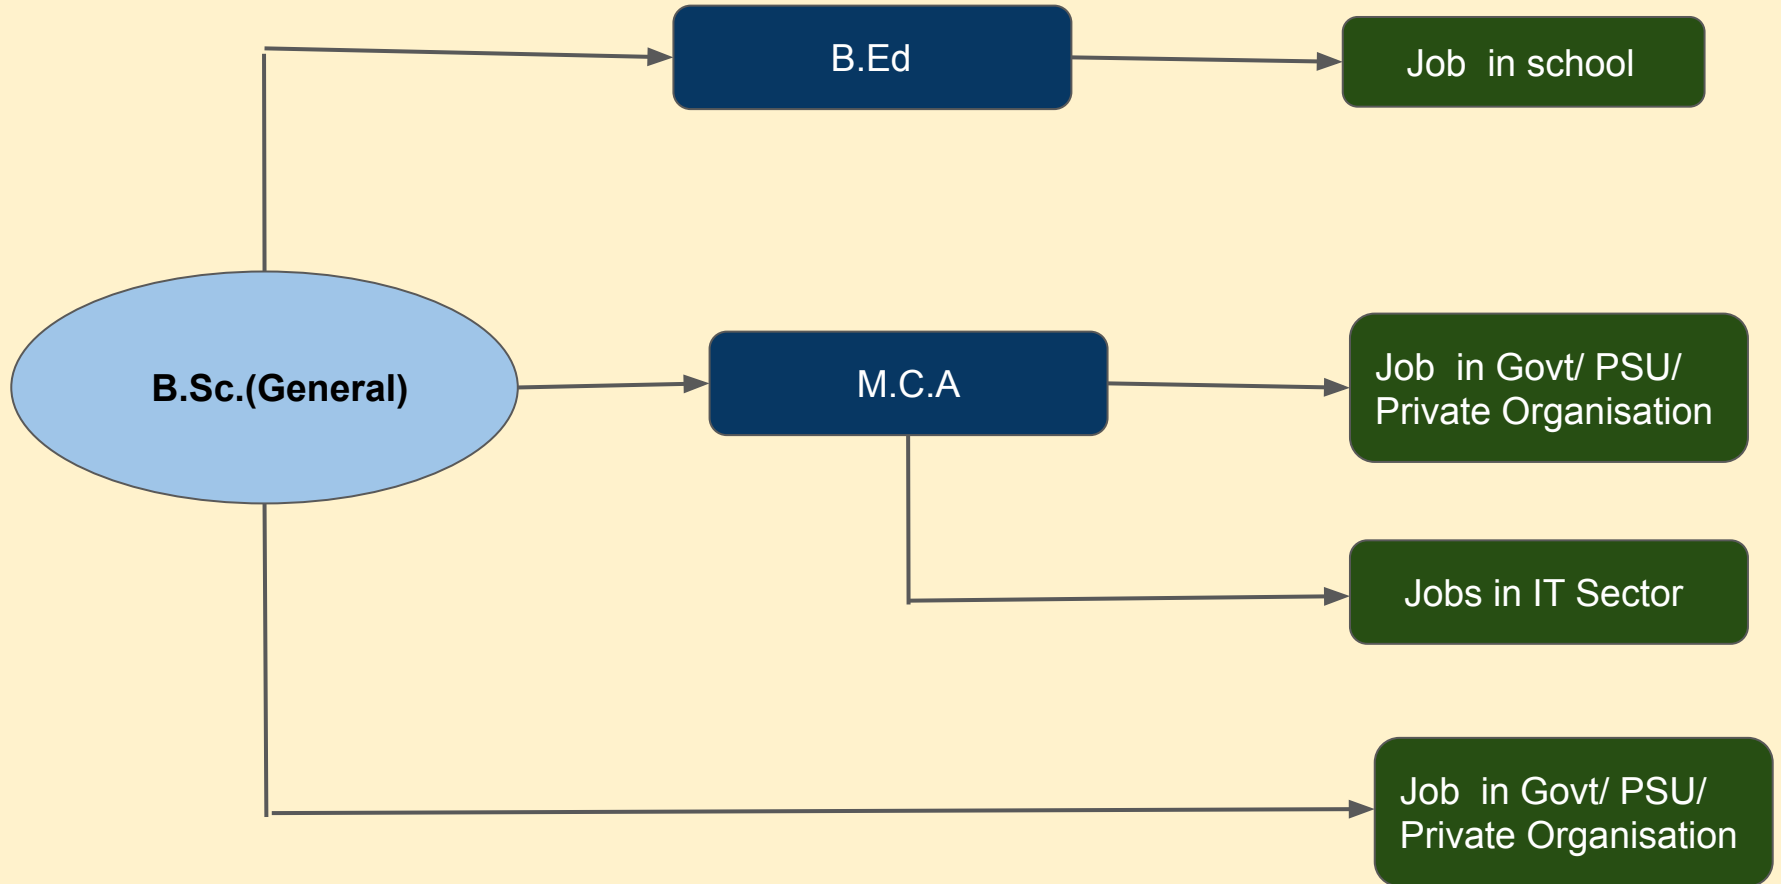 B.Ed
Job  in school
B.Sc.(General)
M.C.A
Job  in Govt/ PSU/
Private Organisation
Jobs in IT Sector
Job  in Govt/ PSU/
Private Organisation